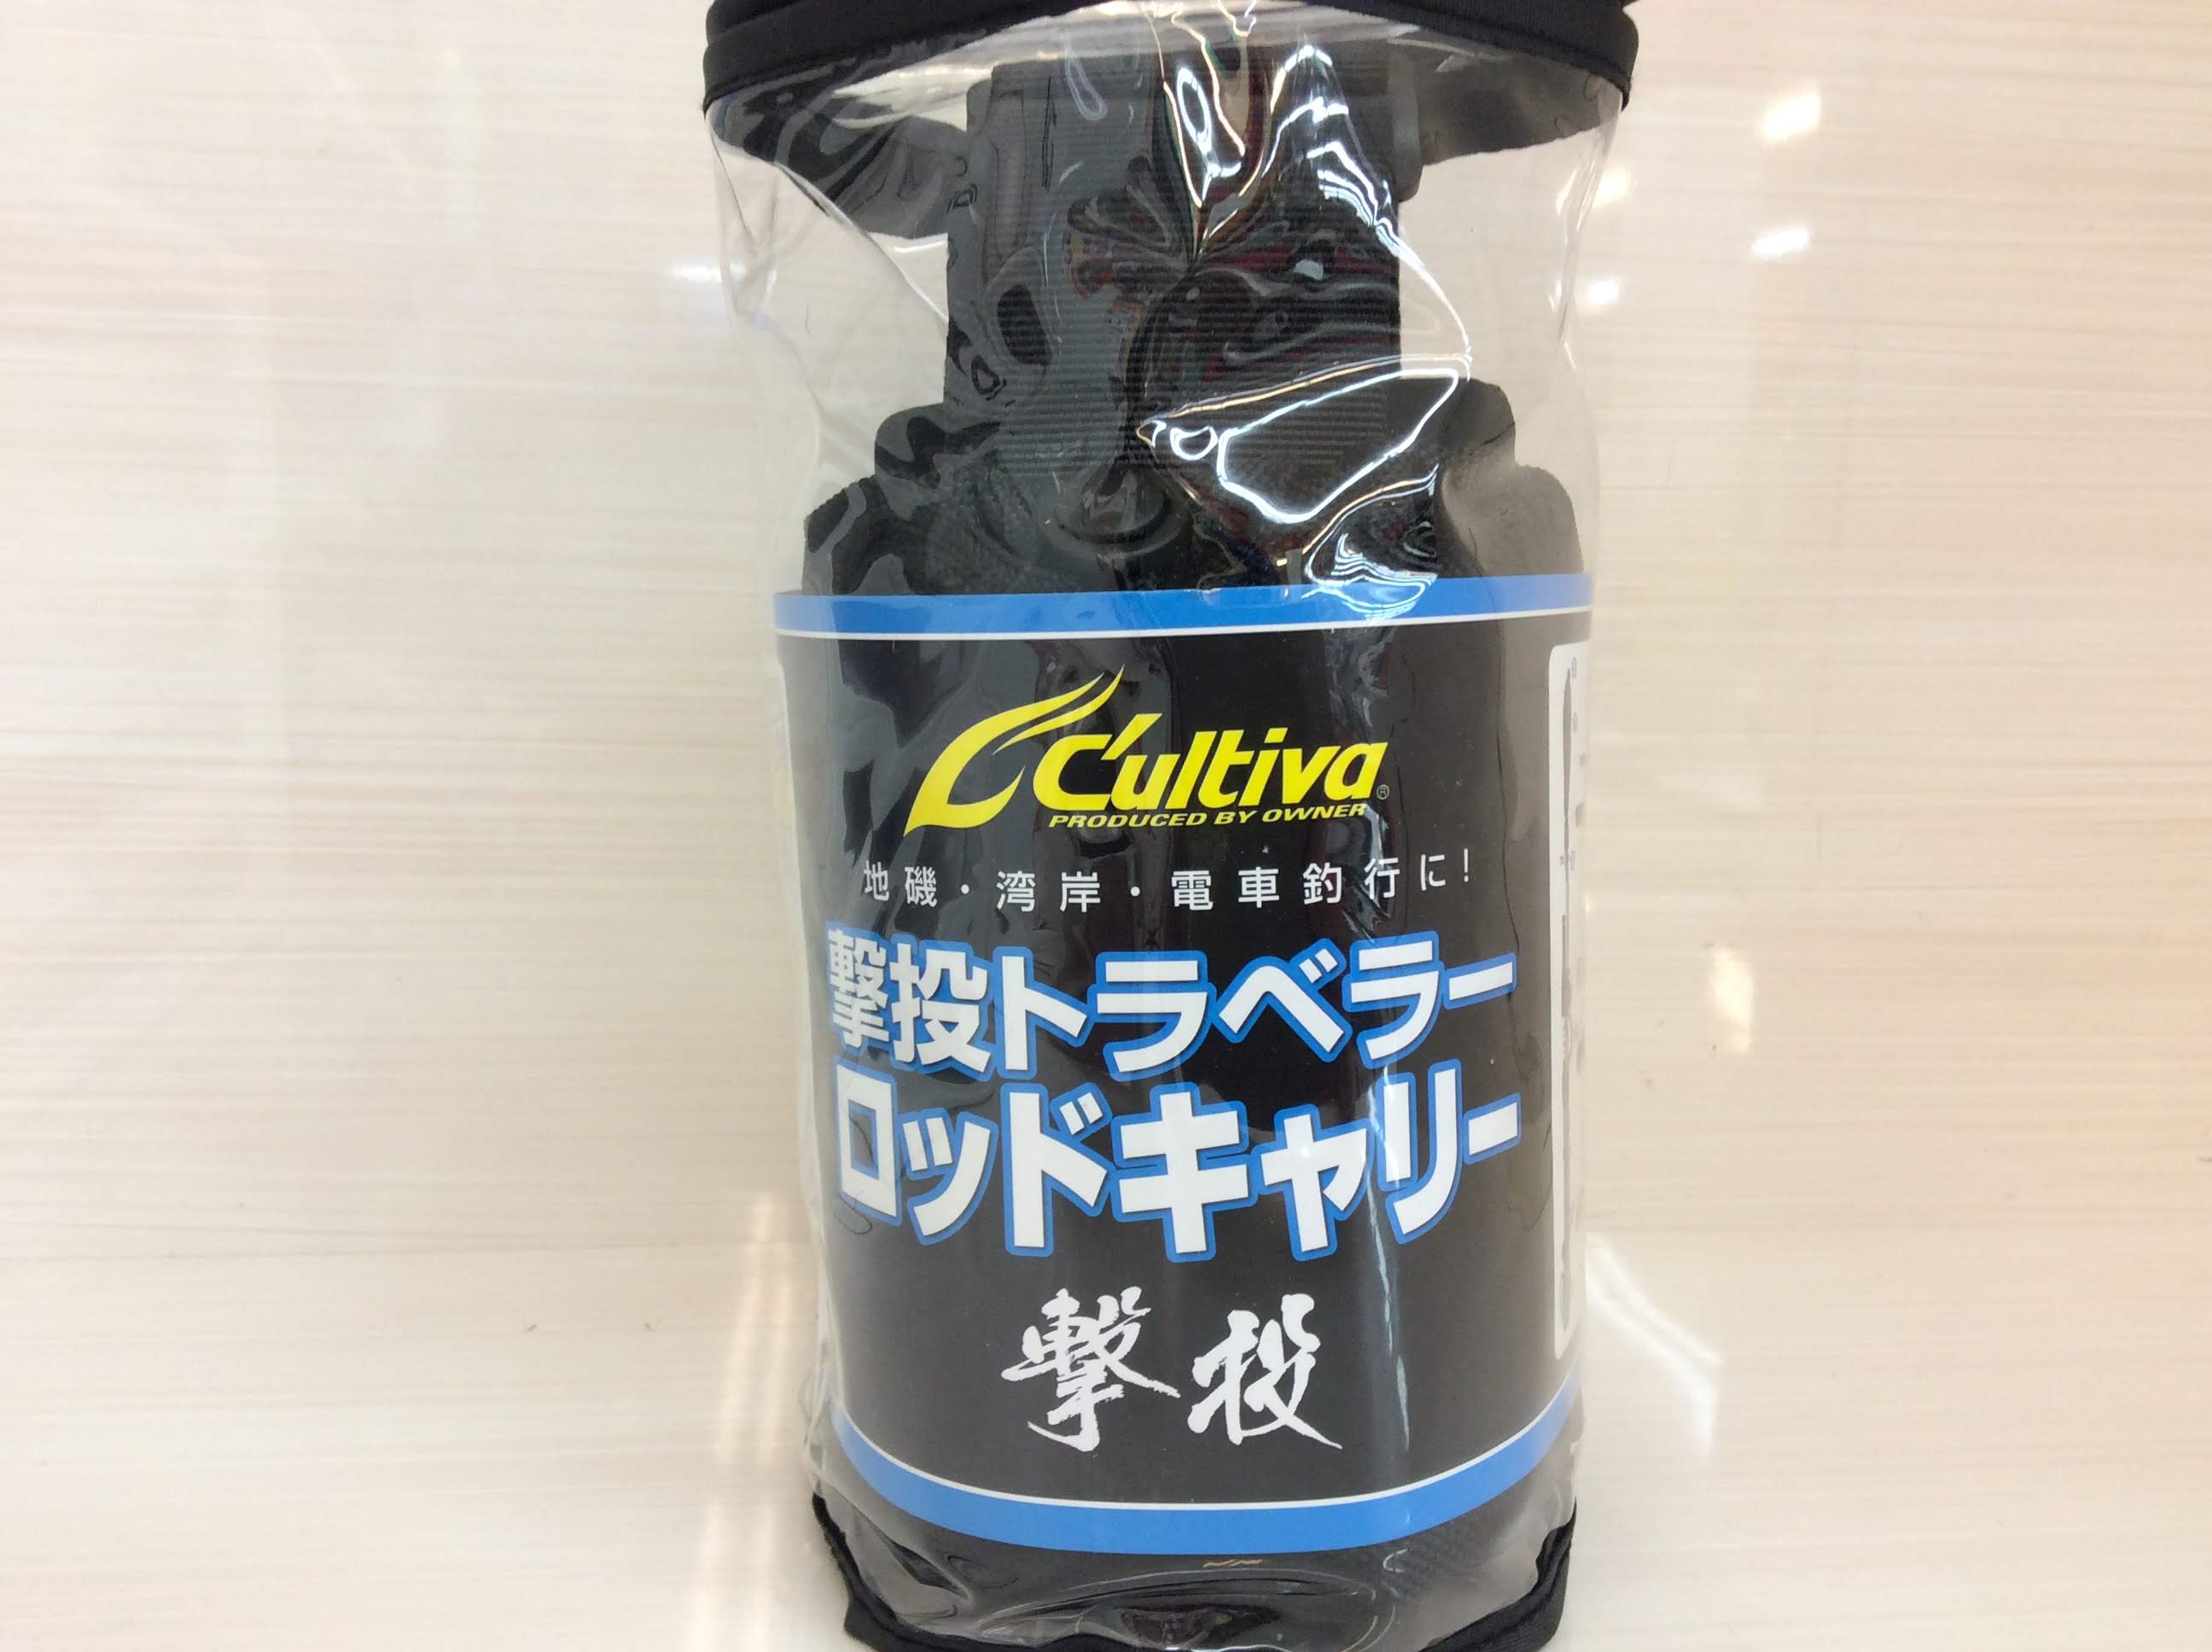 C'ultiva®
PRODUCED BY OWNER
地磯・湾岸・電車釣行に!
撃投トラベラー
ロッドキャリー
撃投